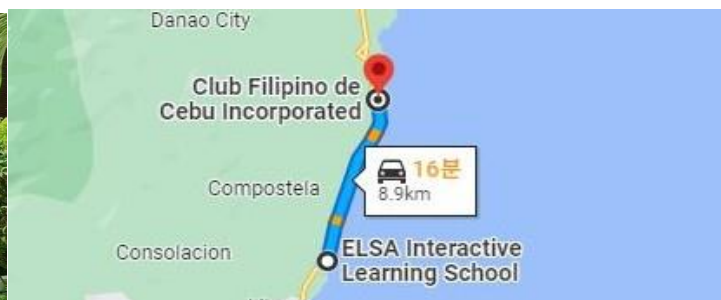 Danao City
Club Filipino de
Cebu Incorporated
16분
8.9km
Compostela
Consolacion
ELSA Interactive
Learning School